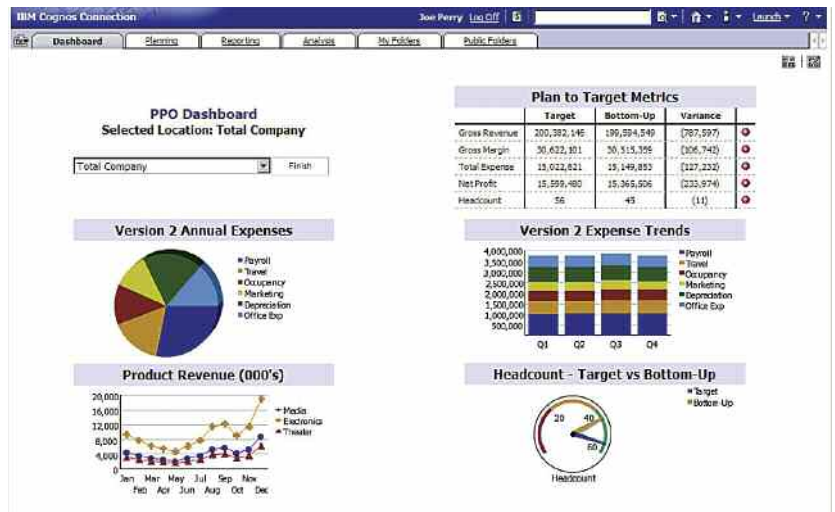 IBM Cognos Connection
Joe Perry Log Off
Launch ?
Dashboard Planning Reporting Analysis My Folders Public Folders
PPO Dashboard
Selected Location: Total Company
Total Company Finish
Plan to Target Metrics
Target Bottom-Up Variance
Gross Revenue 200,382,146 199,594,549 (787,597)
Gross Margin 30,622,101 30,515,359 (106,742)
Total Expense 15,022,621 15,149,853 (127,232)
Net Profit 15,599,480 15,365,506 (233,974)
Headcount 56 45 (11)
Version 2 Annual Expenses
Payroll
Travel
Occupancy
Marketing
Depreciation
Office Exp
Version 2 Expense Trends
4,000,000
3,500,000
3,000,000
2,500,000
2,000,000
1,500,000
1,000,000
500,000
Q1 Q2 Q3 Q4
Payroll
Travel
Occupancy
Marketing
Depreciation
Office Exp
Product Revenue (000's)
20,000
16,000
12,000
8,000
4,000
0
Jan Mar May Jul Sep Nov
Feb Apr Jun Aug Oct Dec
Media
Electronics
Theater
Headcount - Target vs Bottom-Up
Target
Bottom-Up
20 40
60
Headcount